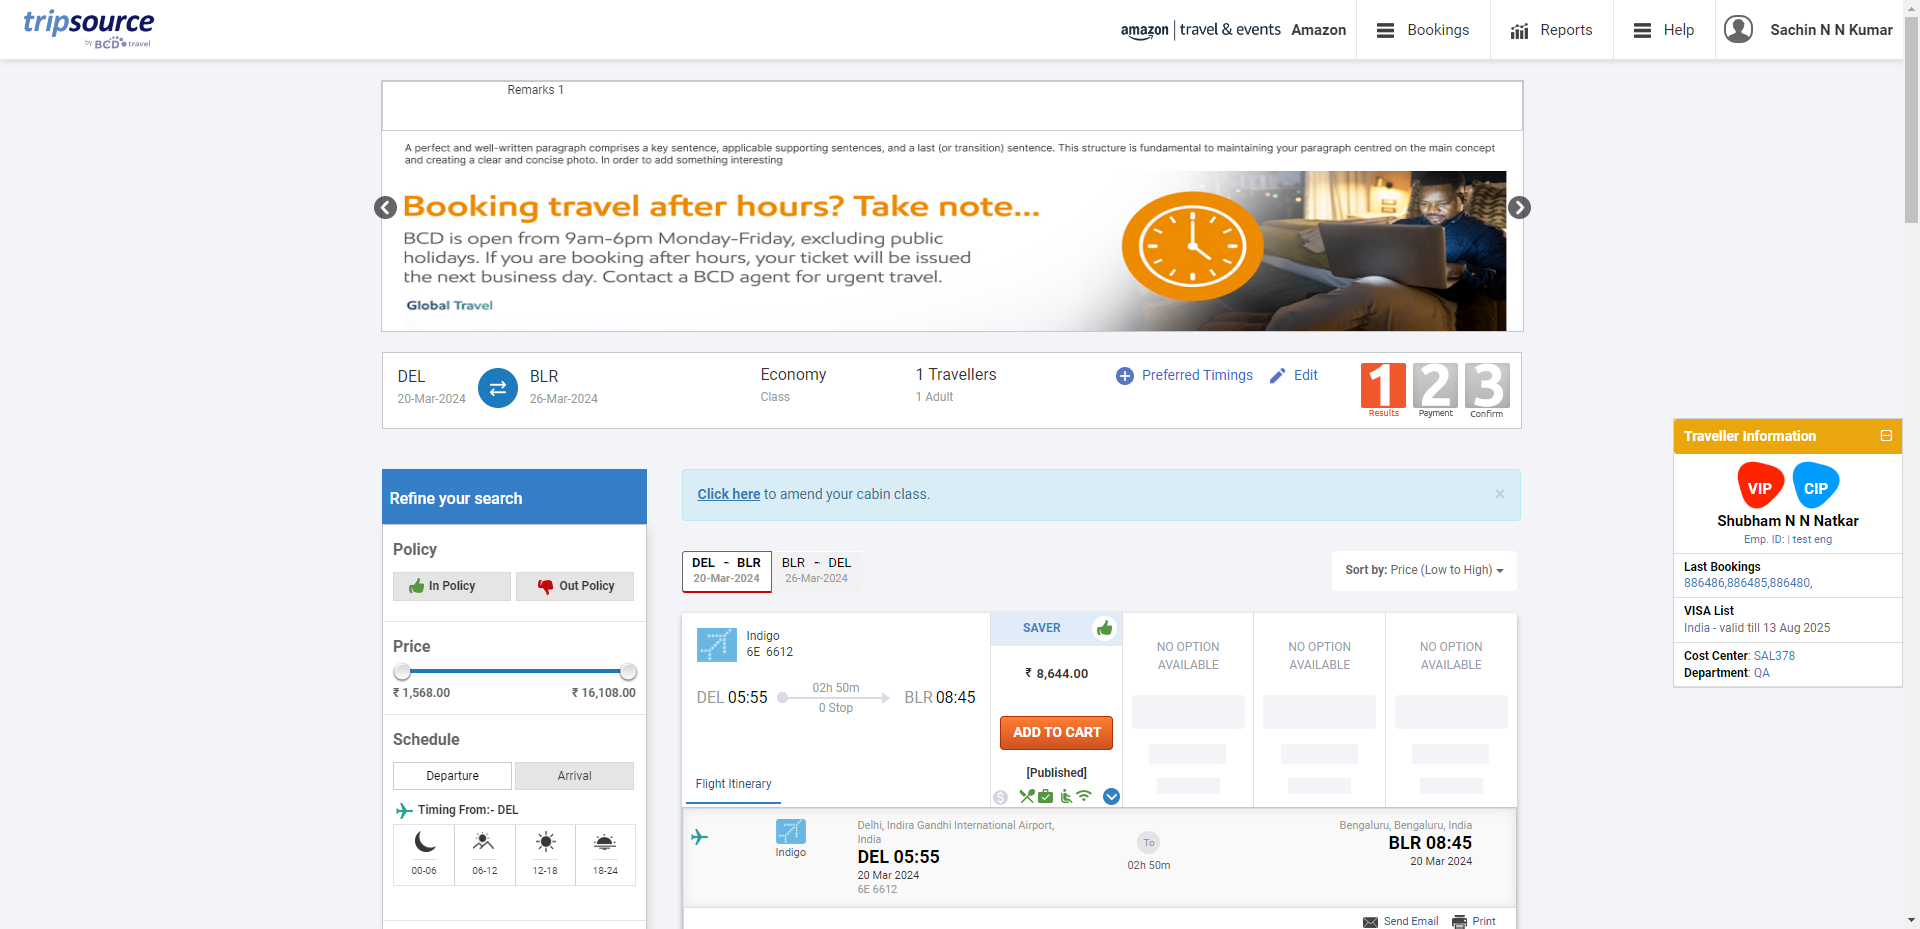 tripsource
by BCD travel
amazon travel & events Amazon
Bookings
Reports
Help
Sachin N N Kumar
Remarks 1
A perfect and well-written paragraph comprises a key sentence, applicable supporting sentences, and a last (or transition) sentence. This structure is fundamental to maintaining your paragraph centred on the main concept
and creating a clear and concise photo. In order to add something interesting
Booking travel after hours? Take note...
BCD is open from 9am-6pm Monday-Friday, excluding public
holidays. If you are booking after hours, your ticket will be issued
the next business day. Contact a BCD agent for urgent travel.
Global Travel
DEL
20-Mar-2024
BLR
26-Mar-2024
Economy
Class
1 Travellers
1 Adult
Preferred Timings
Edit
1 2 3
Results Payment Confirm
Traveller Information
VIP CIP
Shubham N N Natkar
Emp. ID: | test eng
Last Bookings
886486,886485,886480,
VISA List
India - valid till 13 Aug 2025
Cost Center: SAL378
Department: QA
Refine your search
Policy
In Policy
Out Policy
Price
₹ 1,568.00
₹ 16,108.00
Schedule
Departure
Arrival
Timing From:- DEL
00-06
06-12
12-18
18-24
Click here to amend your cabin class.
×
DEL - BLR
20-Mar-2024
BLR - DEL
26-Mar-2024
Sort by: Price (Low to High)
Indigo
6E 6612
DEL 05:55
02h 50m
0 Stop
BLR 08:45
Flight Itinerary
SAVER
₹ 8,644.00
ADD TO CART
[Published]
NO OPTION
AVAILABLE
NO OPTION
AVAILABLE
NO OPTION
AVAILABLE
Indigo
Delhi, Indira Gandhi International Airport,
India
DEL 05:55
20 Mar 2024
6E 6612
To
02h 50m
Bengaluru, Bengaluru, India
BLR 08:45
20 Mar 2024
Send Email
Print